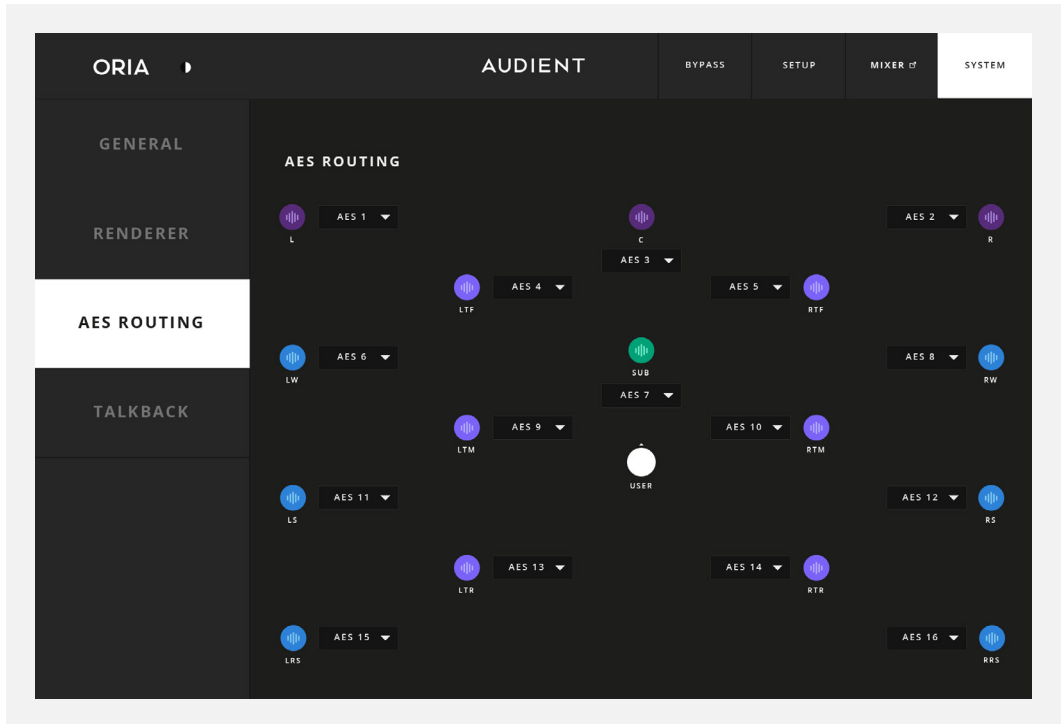 ORIA
AUDIENT
BYPASS
SETUP
MIXER
SYSTEM
GENERAL
RENDERER
AES ROUTING
TALKBACK
AES ROUTING
L
AES 1
C
AES 3
AES 2
R
LTF
AES 4
AES 5
RTF
LW
AES 6
SUB
AES 7
AES 8
RW
LTM
AES 9
AES 10
RTM
USER
LS
AES 11
AES 12
RS
LTR
AES 13
AES 14
RTR
LRS
AES 15
AES 16
RRS